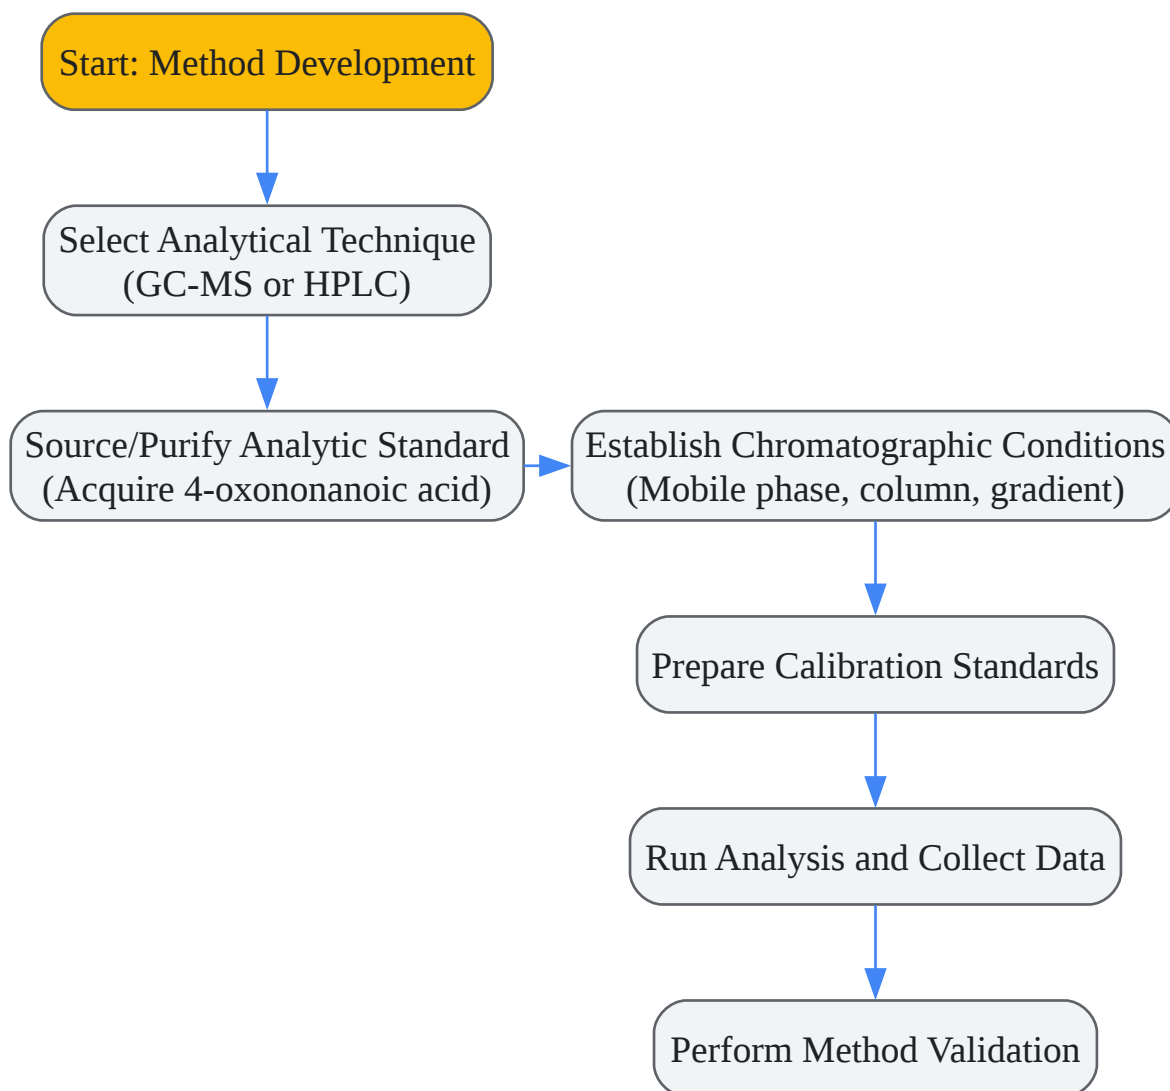 Start: Method Development
Select Analytical Technique
(GC-MS or HPLC)
Source/Purify Analytic Standard
(Acquire 4-oxononanoic acid)
Establish Chromatographic Conditions
(Mobile phase, column, gradient)
Prepare Calibration Standards
Run Analysis and Collect Data
Perform Method Validation